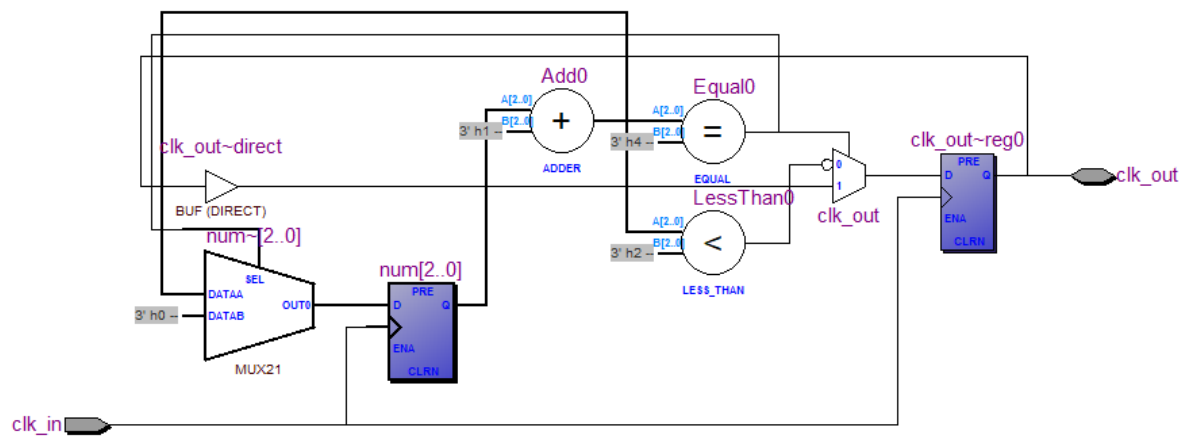 Add0
A[2..0]
B[2..0]
3' h1 --
+
ADDER
Equal0
A[2..0]
B[2..0]
3' h4 --
=
EQUAL
clk_out~direct
BUF (DIRECT)
LessThan0
A[2..0]
B[2..0]
3' h2 --
<
LESS_THAN
0
1
clk_out
clk_out~reg0
PRE
D
Q
ENA
CLRN
clk_out
num~[2..0]
SEL
DATAA
DATAB
OUT0
3' h0 --
MUX21
num[2..0]
PRE
D
Q
ENA
CLRN
clk_in